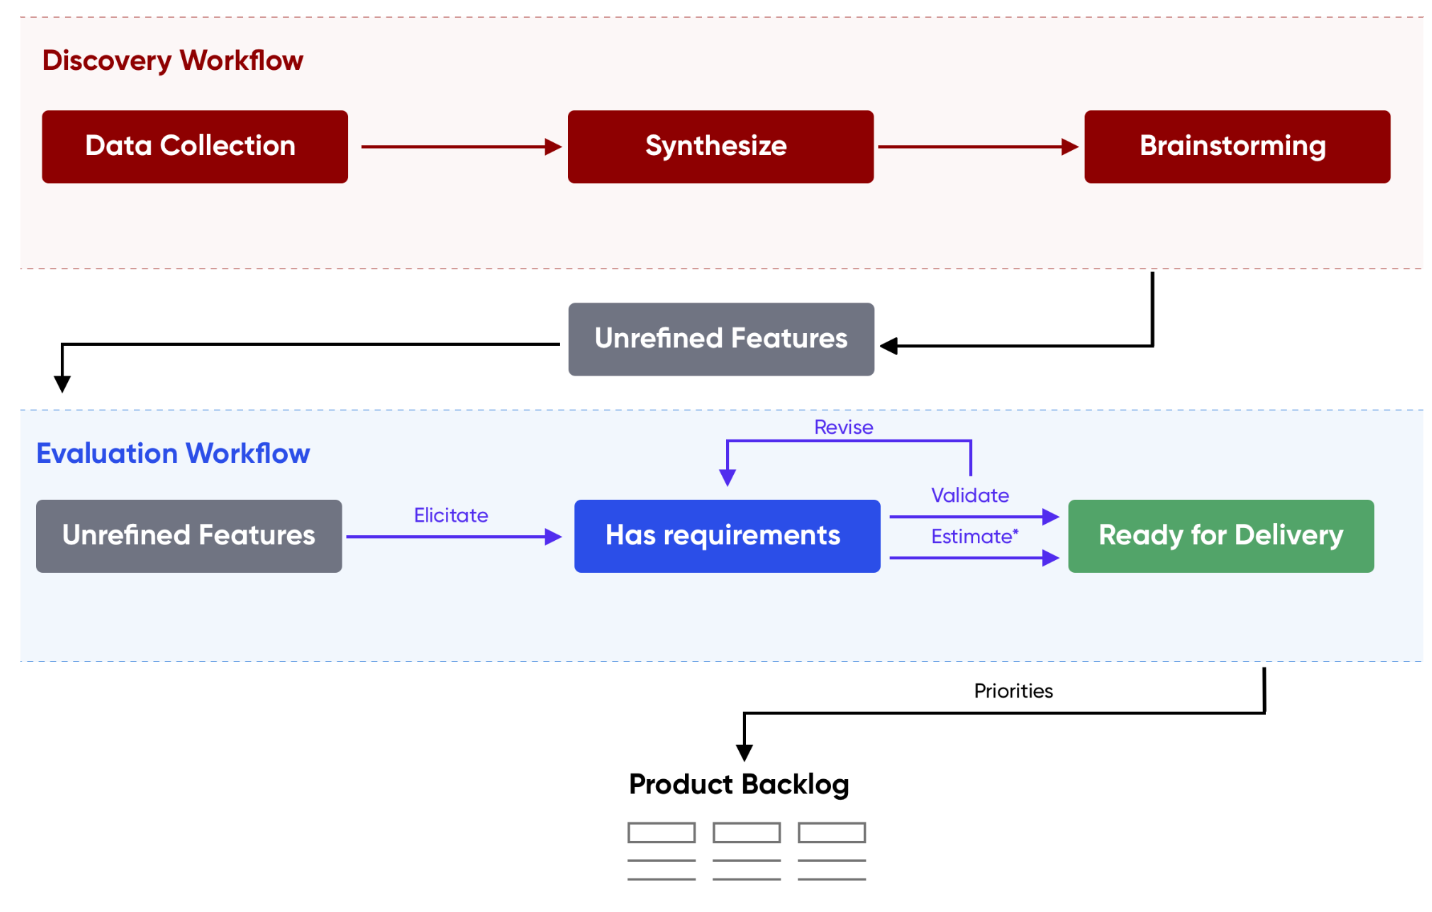 Discovery Workflow
Data Collection
Synthesize
Brainstorming
Unrefined Features
Revise
Evaluation Workflow
Validate
Elicitate
Unrefined Features
Has requirements
Estimate*
Ready for Delivery
Priorities
Product Backlog